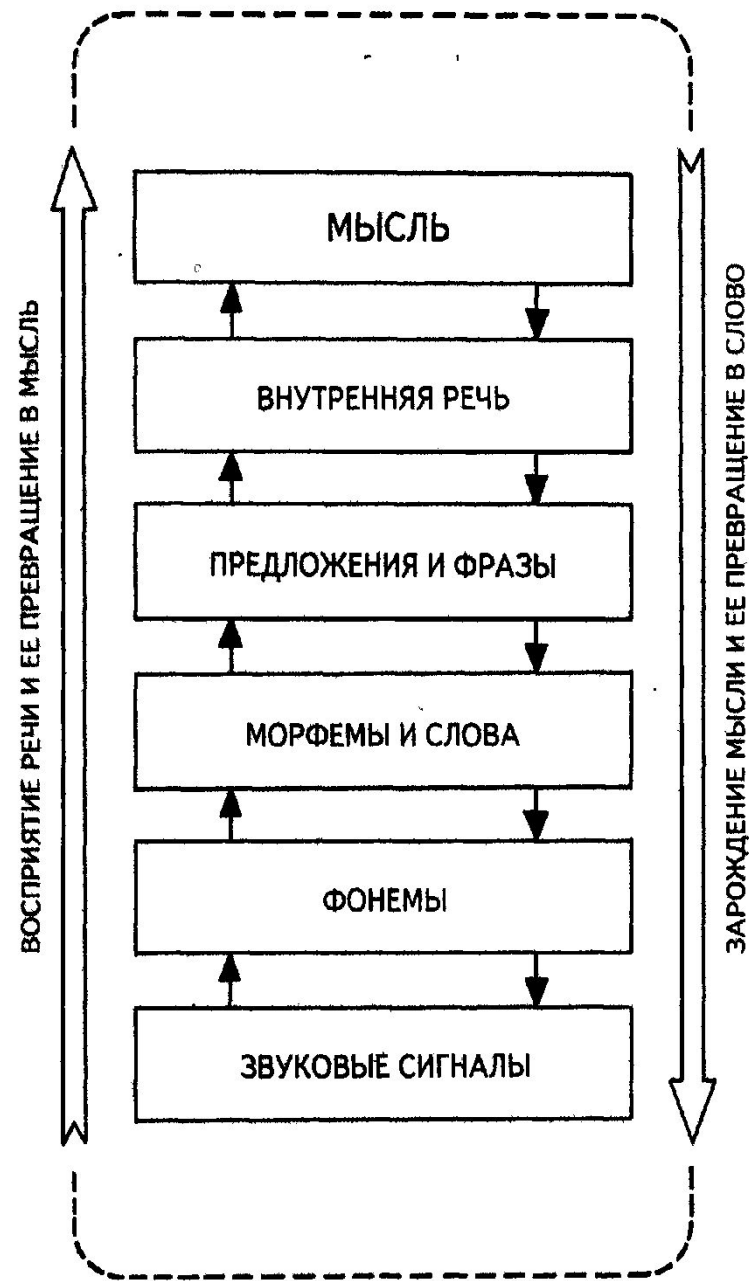 МЫСЛЬ
ВНУТРЕННЯЯ РЕЧЬ
ПРЕДЛОЖЕНИЯ И ФРАЗЫ
МОРФЕМЫ И СЛОВА
ФОНЕМЫ
ЗВУКОВЫЕ СИГНАЛЫ
ВОСПРИЯТИЕ РЕЧИ И ЕЕ ПРЕВРАЩЕНИЕ В МЫСЛЬ
ЗАРОЖДЕНИЕ МЫСЛИ И ЕЕ ПРЕВРАЩЕНИЕ В СЛОВО